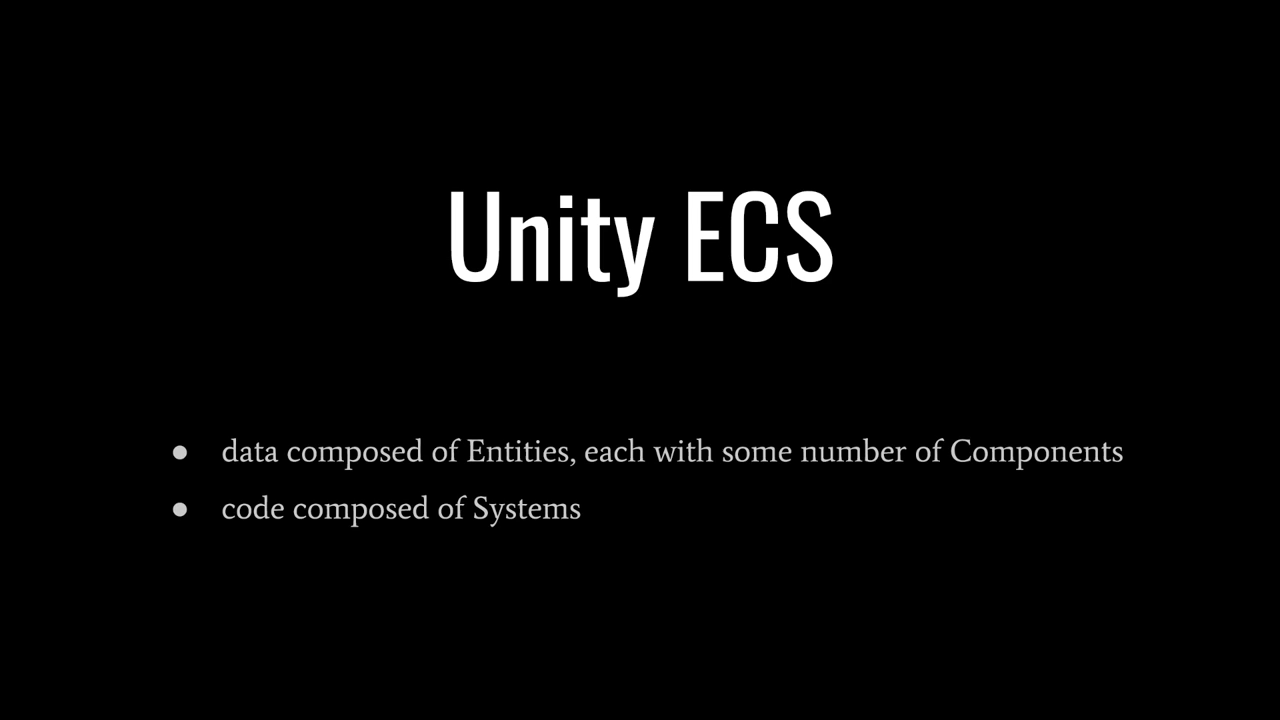 Unity ECS
● data composed of Entities, each with some number of Components
● code composed of Systems